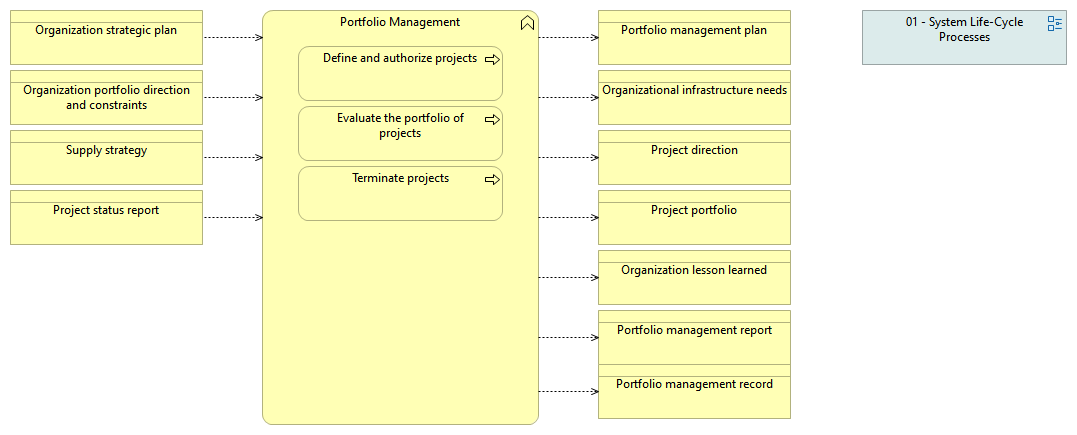 Organization strategic plan
Organization portfolio direction
and constraints
Supply strategy
Project status report
Portfolio Management
Define and authorize projects
Evaluate the portfolio of
projects
Terminate projects
Portfolio management plan
Organizational infrastructure needs
Project direction
Project portfolio
Organization lesson learned
Portfolio management report
Portfolio management record
01 - System Life-Cycle
Processes